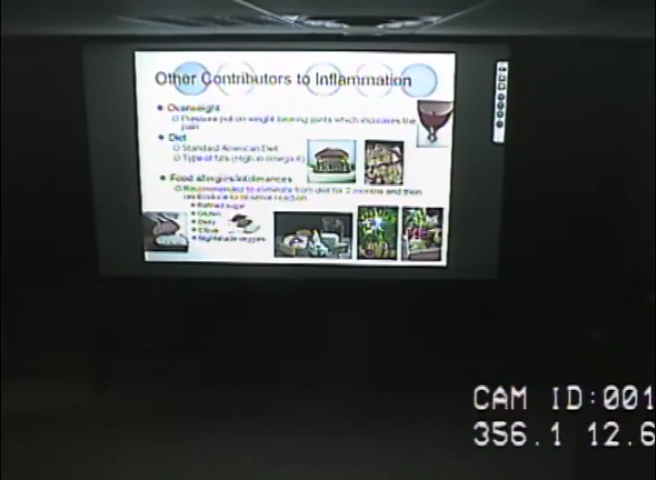 Other Contributors to Inflammation
Overweight
Pressure put on weight bearing joints which increases the
pain
Diet
Standard American Diet
Type of fats (High in omega 6)
Food allergies/intolerances
Recommended to eliminate from diet for 2 months and then
reintroduce to observe reaction
Refined sugar
Gluten
Dairy
Citrus
Nightshade veggies
CAM ID:001
356.1 12.6